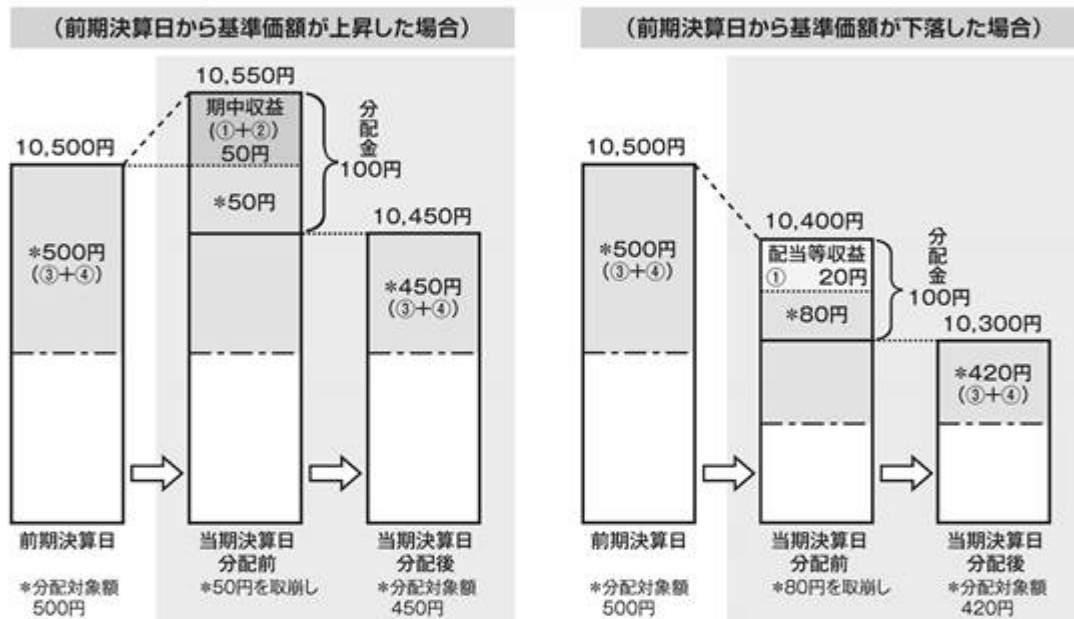 (前期決算日から基準価額が上昇した場合)
10,550円
期中収益
(①+②)
50円
*50円
分配金
100円
10,500円
*500円
(③+④)
10,450円
*450円
(③+④)
前期決算日
*分配対象額
500円
当期決算日
分配前
*50円を取崩し
当期決算日
分配後
*分配対象額
450円
(前期決算日から基準価額が下落した場合)
10,500円
*500円
(③+④)
10,400円
配当等収益
① 20円
*80円
分配金
100円
10,300円
*420円
(③+④)
前期決算日
*分配対象額
500円
当期決算日
分配前
*80円を取崩し
当期決算日
分配後
*分配対象額
420円